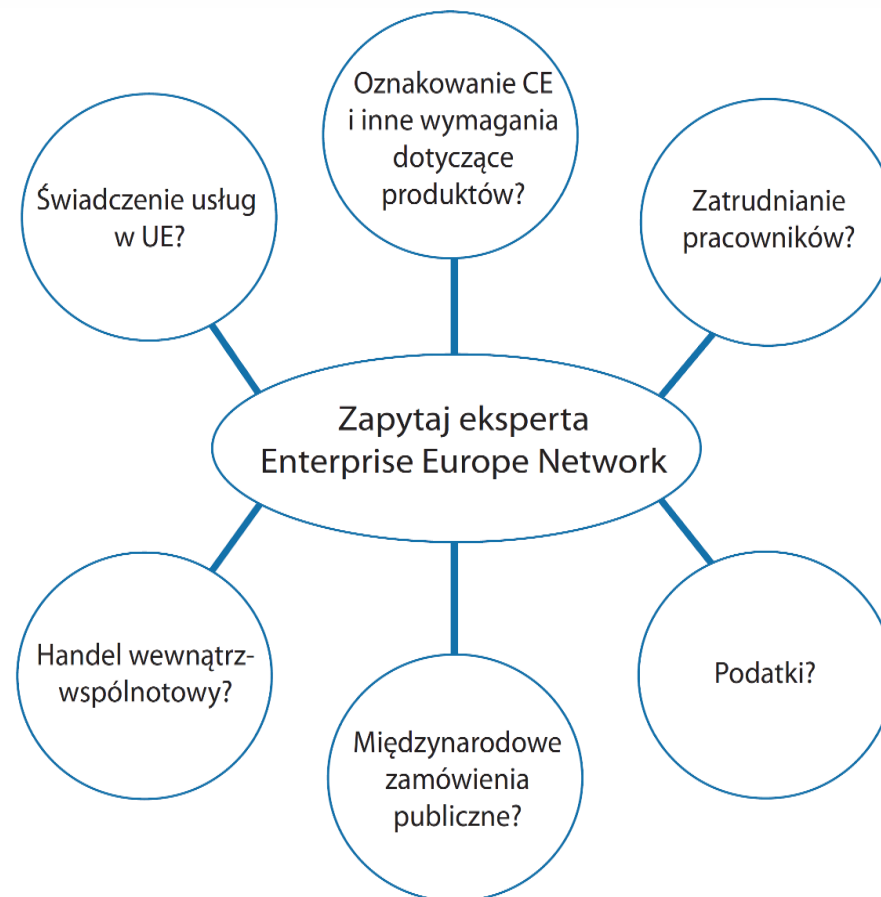 Oznakowanie CE
i inne wymagania
dotyczące
produktów?
Świadczenie usług
w UE?
Zatrudnianie
pracowników?
Zapytaj eksperta
Enterprise Europe Network
Handel wewnątrz-
wspólnotowy?
Podatki?
Międzynarodowe
zamówienia
publiczne?